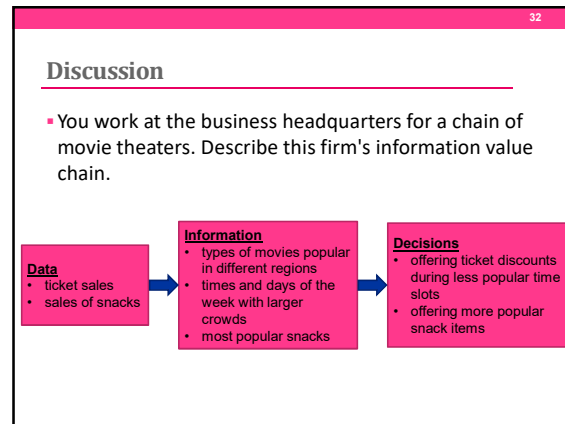 32
Discussion
▪ You work at the business headquarters for a chain of
movie theaters. Describe this firm's information value
chain.
Data
• ticket sales
• sales of snacks
Information
• types of movies popular
in different regions
• times and days of the
week with larger
crowds
• most popular snacks
Decisions
• offering ticket discounts
during less popular time
slots
• offering more popular
snack items